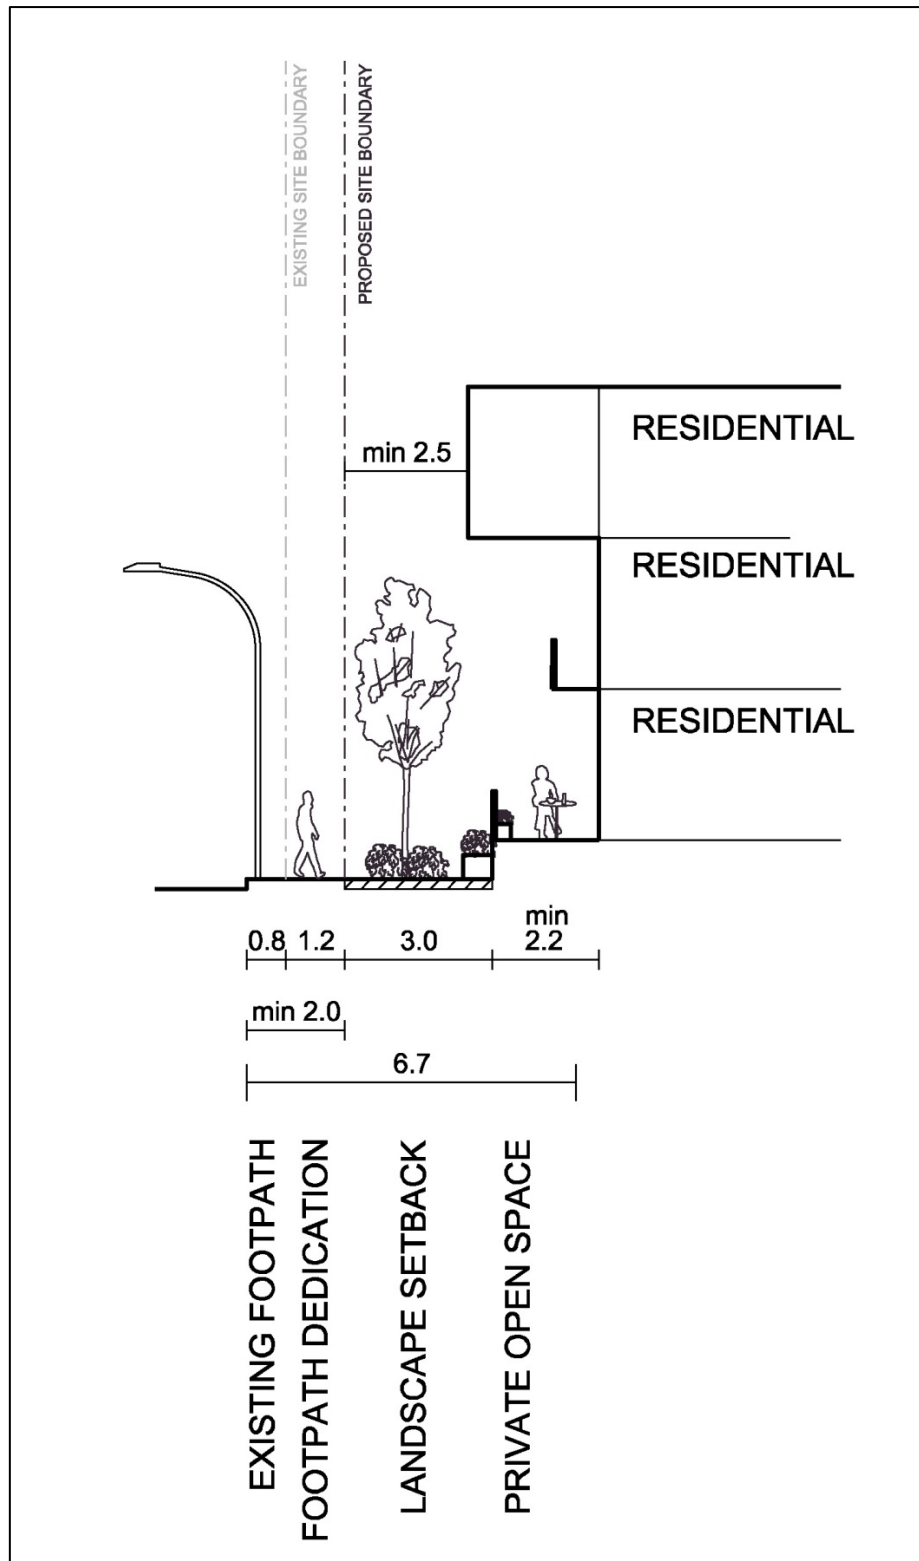 EXISTING SITE BOUNDARY
PROPOSED SITE BOUNDARY
RESIDENTIAL
min 2.5
RESIDENTIAL
RESIDENTIAL
min
0.8 1.2 3.0 2.2
min 2.0
6.7
EXISTING FOOTPATH
FOOTPATH DEDICATION
LANDSCAPE SETBACK
PRIVATE OPEN SPACE